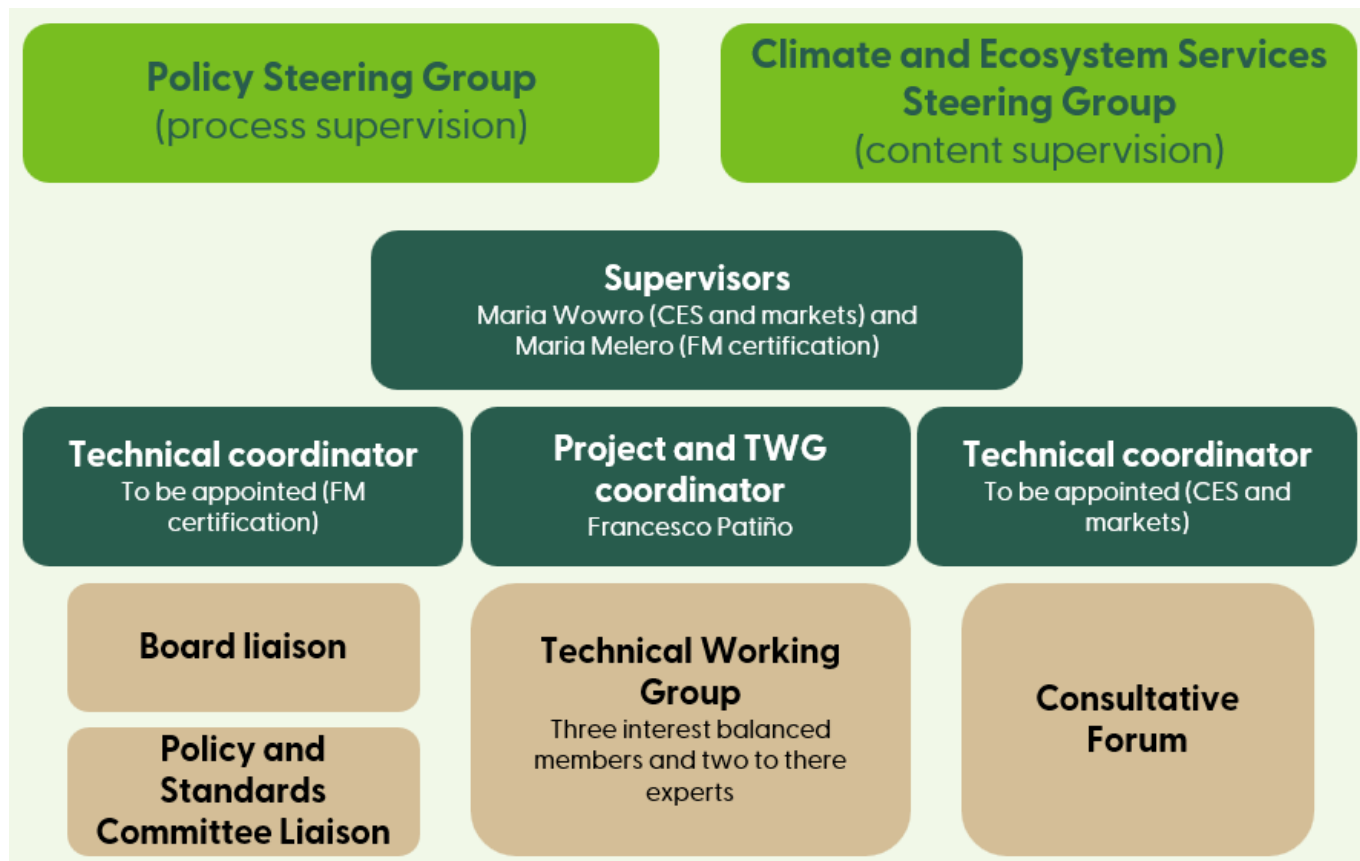 Policy Steering Group
(process supervision)
Climate and Ecosystem Services
Steering Group
(content supervision)
Supervisors
Maria Wowro (CES and markets) and
Maria Melero (FM certification)
Technical coordinator
To be appointed (FM
certification)
Project and TWG
coordinator
Francesco Patiño
Technical coordinator
To be appointed (CES and
markets)
Board liaison
Policy and
Standards
Committee Liaison
Technical Working
Group
Three interest balanced
members and two to there
experts
Consultative
Forum